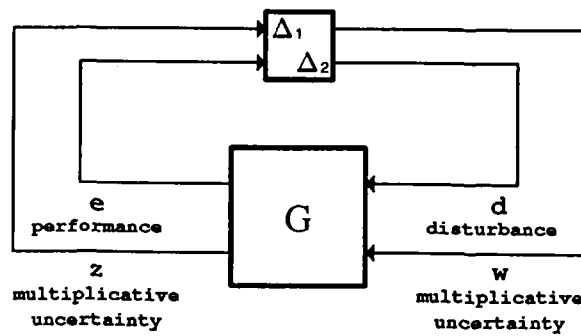 Δ₁
Δ₂
G
e
performance
d
disturbance
z
multiplicative
uncertainty
w
multiplicative
uncertainty